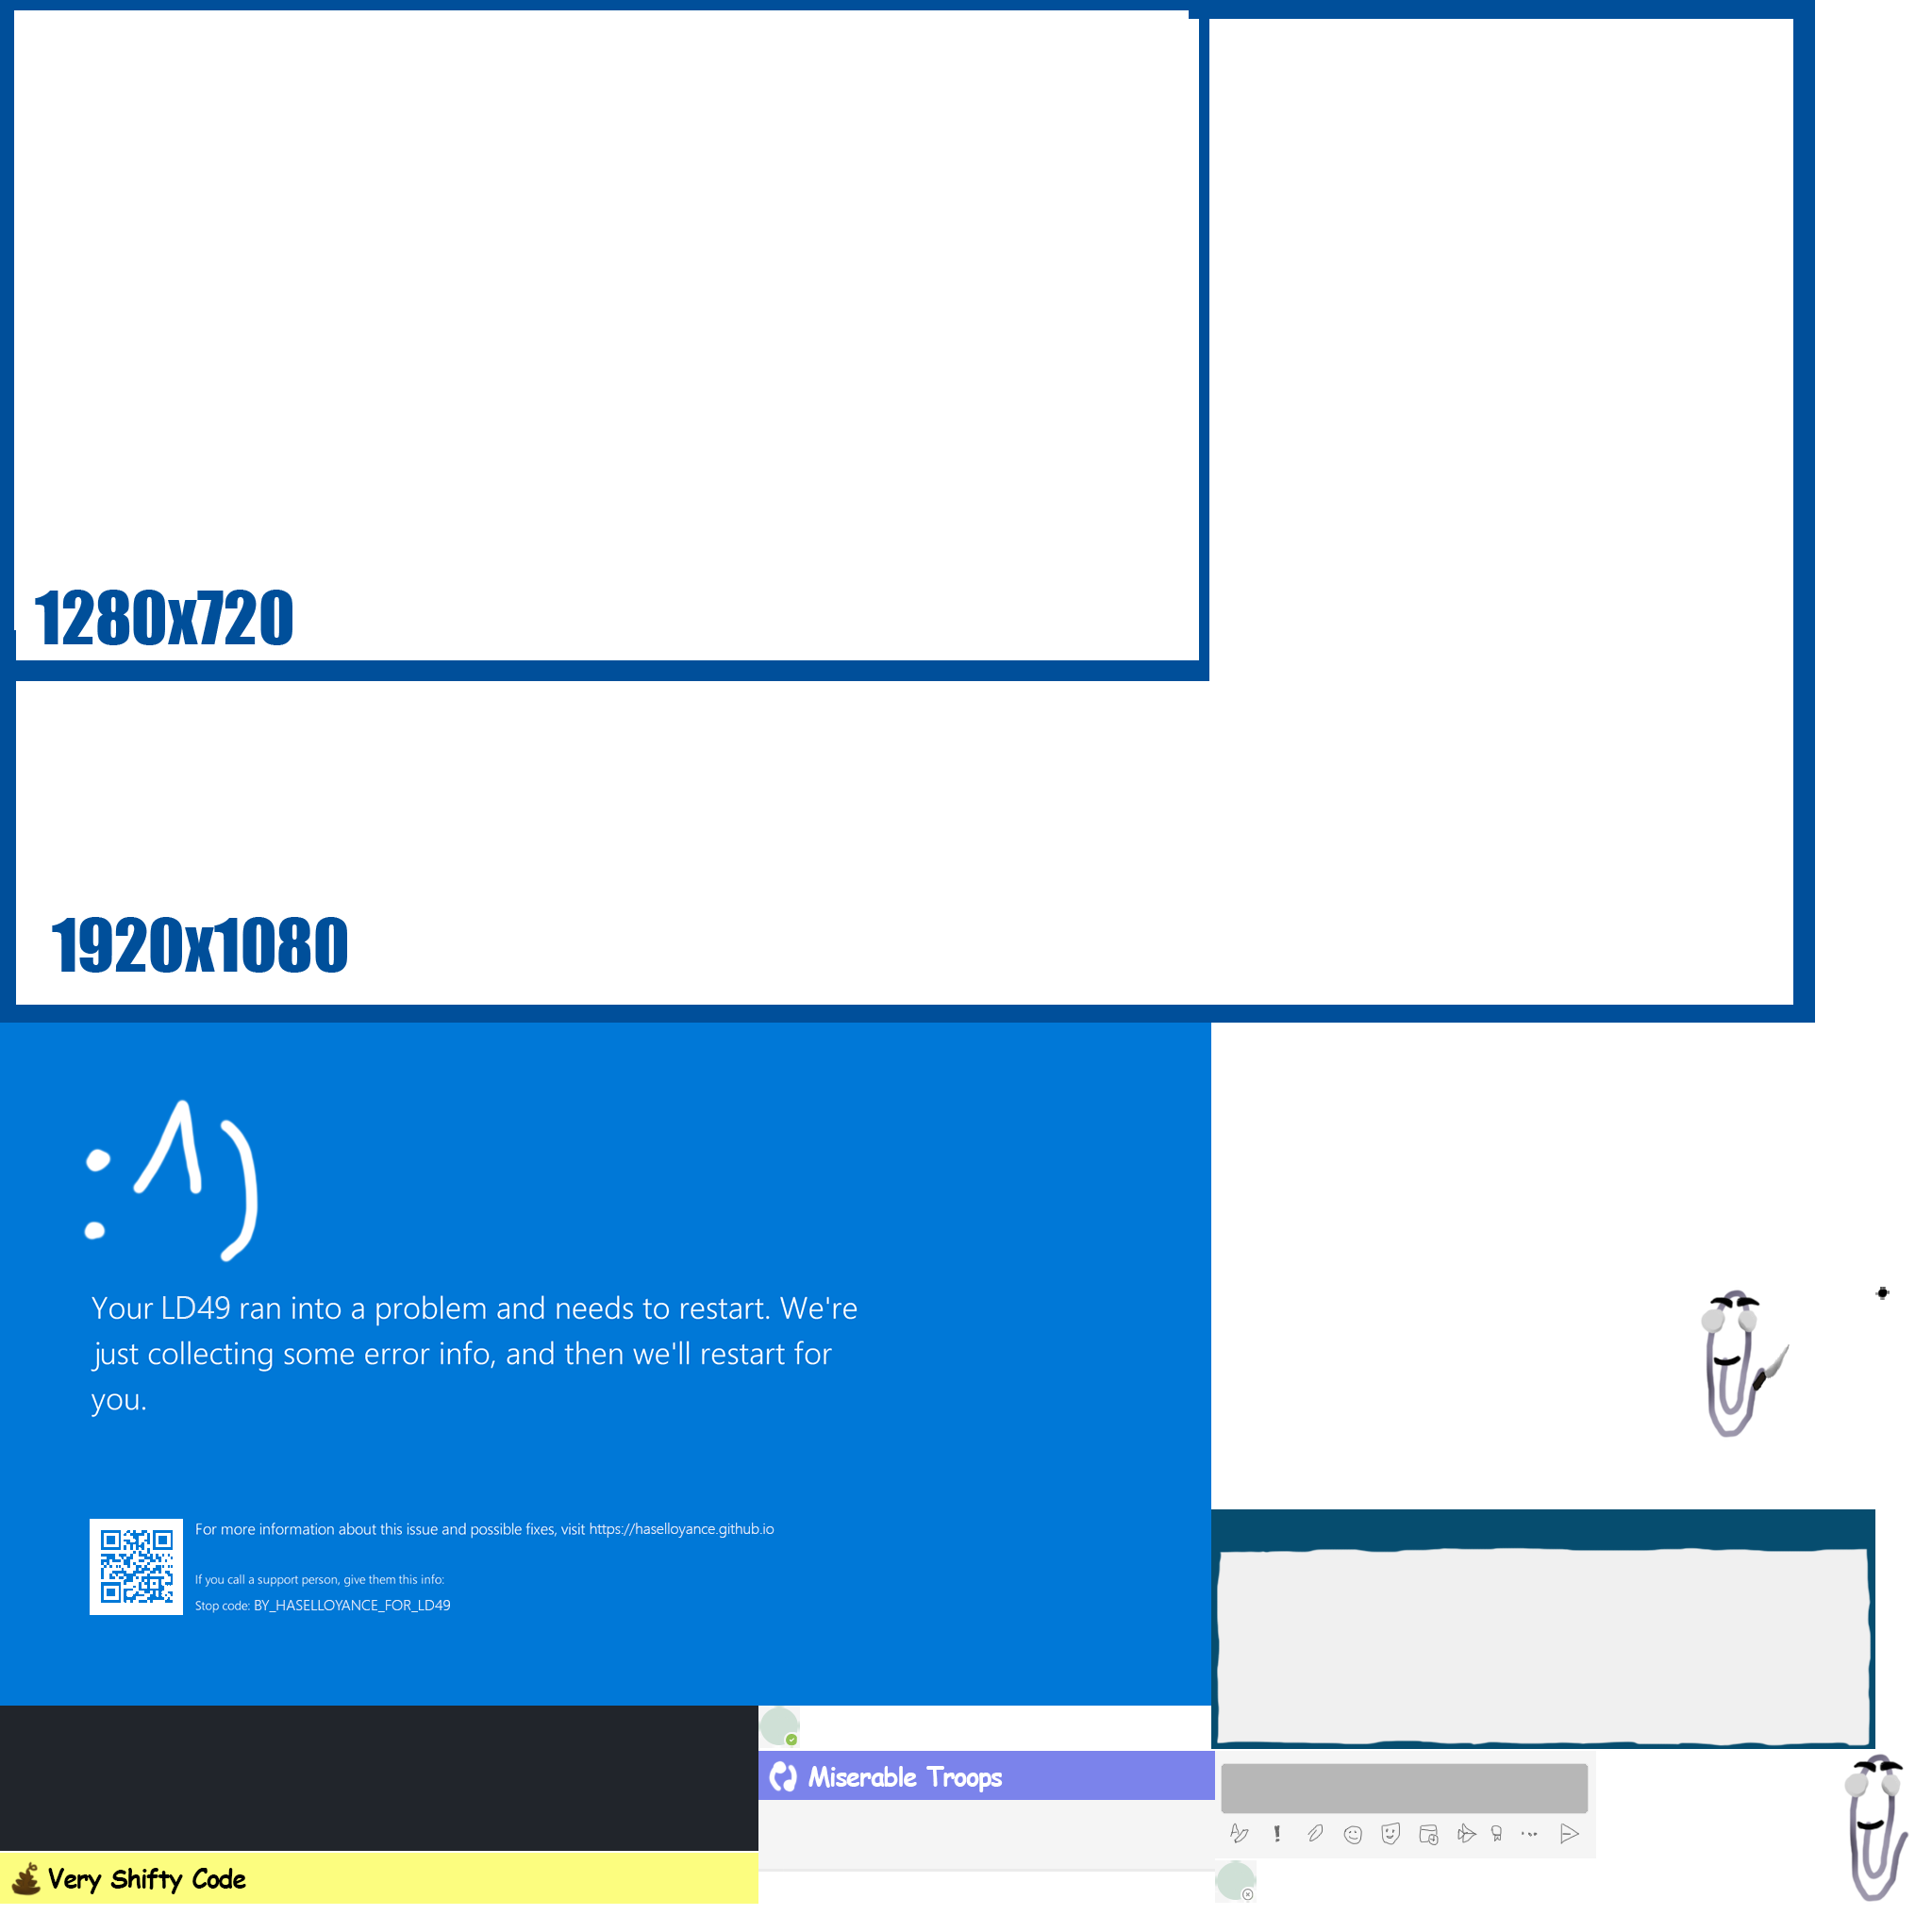 1280x720
1920x1080
Your LD49 ran into a problem and needs to restart. We're
just collecting some error info, and then we'll restart for
you.
For more information about this issue and possible fixes, visit https://haselloyance.github.io
If you call a support person, give them this info:
Stop code: BY_HASELLOYANCE_FOR_LD49
Miserable Troops
Very Shifty Code